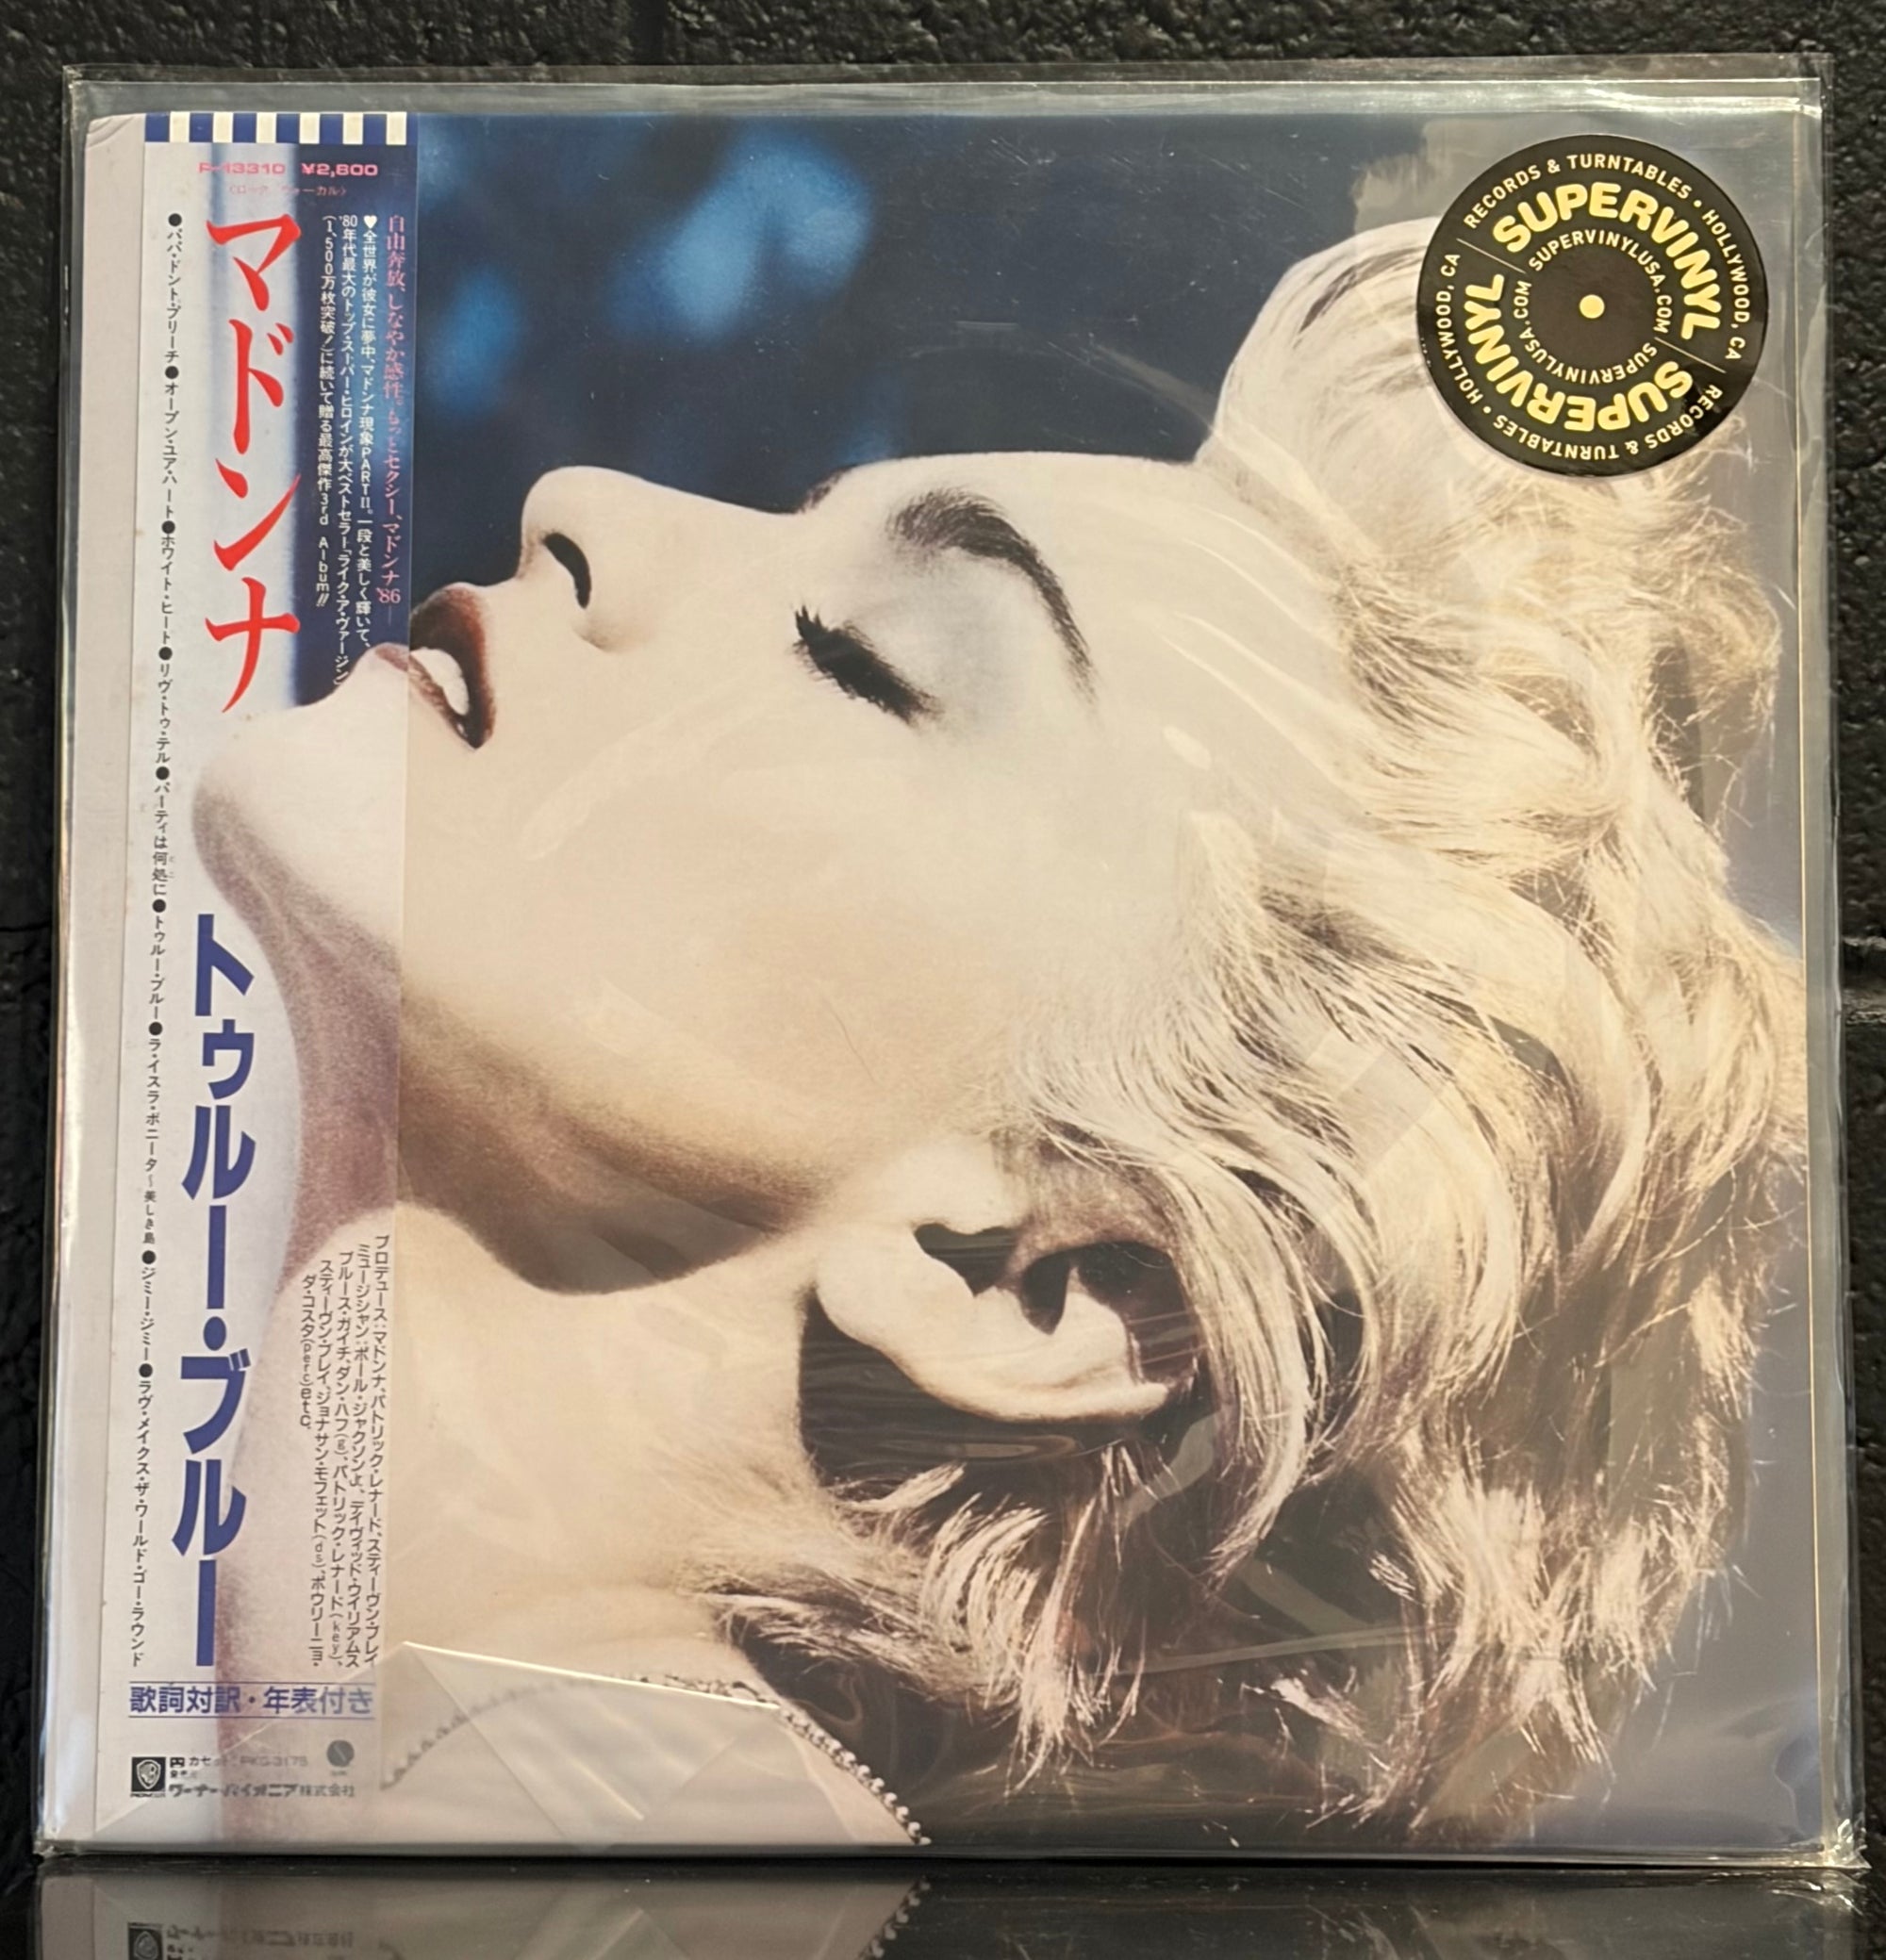 P-13310 ¥2,800
〈ロック ヴォーカル〉
自由奔放、しなやか感性。もっとセクシー、マドンナ'86
♥全世界が彼女に夢中、マドンナ現象PARTⅡ。一段と美しく輝いて、
'80年代最大のトップ・スーパー・ヒロインが大ベストセラー「ライク・ア・ヴァージン」
(1,500万枚突破!)に続いて贈る最高傑作3rd Album!!
マドンナ
トゥルー・ブルー
●パパ・ドント・プリーチ●オープン・ユア・ハート●ホワイト・ヒート●リヴ・トゥ・テル●パーティは何処に●トゥルー・ブルー●ラ・イスラ・ボニータ〜美しき島●ジミー・ジミー●ラヴ・メイクス・ザ・ワールド・ゴー・ラウンド
プロデュース:マドンナ、パトリック・レナード、スティーヴン・ブレイ
ミュージシャン:ポール・ジャクソンJr.、デイヴィッド・ウイリアムス
ブルース・ガイチ、ダン・ハフ(g)、パトリック・レナード(key)、
スティーヴン・ブレイ、ジョナサン・モフェット(ds)、ポウリーニョ・
ダ・コスタ(perc)etc.
歌詞対訳・年表付き
カセット:PKG-3175
ワーナー・パイオニア株式会社
RECORDS & TURNTABLES • HOLLYWOOD, CA
SUPERVINYL
SUPERVINYLUSA.COM
RECORDS & TURNTABLES • HOLLYWOOD, CA
SUPERVINYL
SUPERVINYLUSA.COM